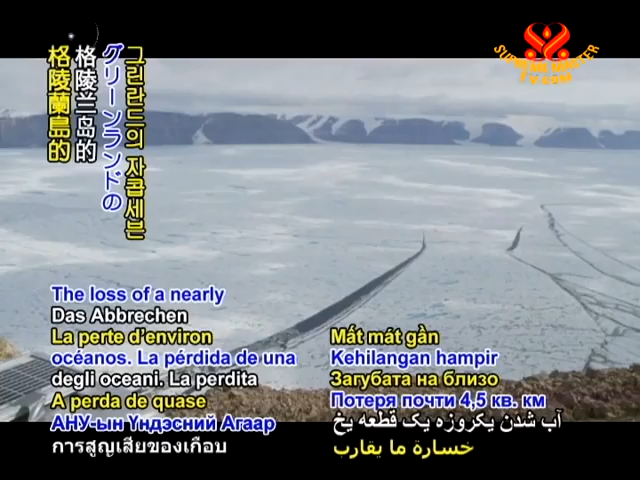 SUPREME MASTER
TV.COM
그린란드의 자콥세븐
グリーンランドの
格陵兰岛的
格陵蘭島的
The loss of a nearly
Das Abbrechen
La perte d'environ
océanos. La pérdida de una
degli oceani. La perdita
A perda de quase
АНУ-ын Үндэсний Агаар
การสูญเสียของเกือบ
Mất mát gần
Kehilangan hampir
Загубата на близо
Потеря почти 4,5 кв. км
آب شدن یکروزه یک قطعه یخ
خسارة ما يقارب